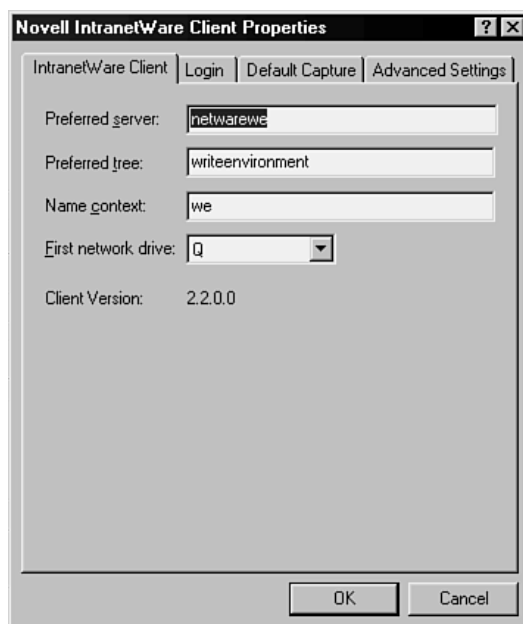 Novell IntranetWare Client Properties ? X
IntranetWare Client Login Default Capture Advanced Settings
Preferred server: netwarewe
Preferred tree: writeenvironment
Name context: we
First network drive: Q
Client Version: 2.2.0.0
OK Cancel